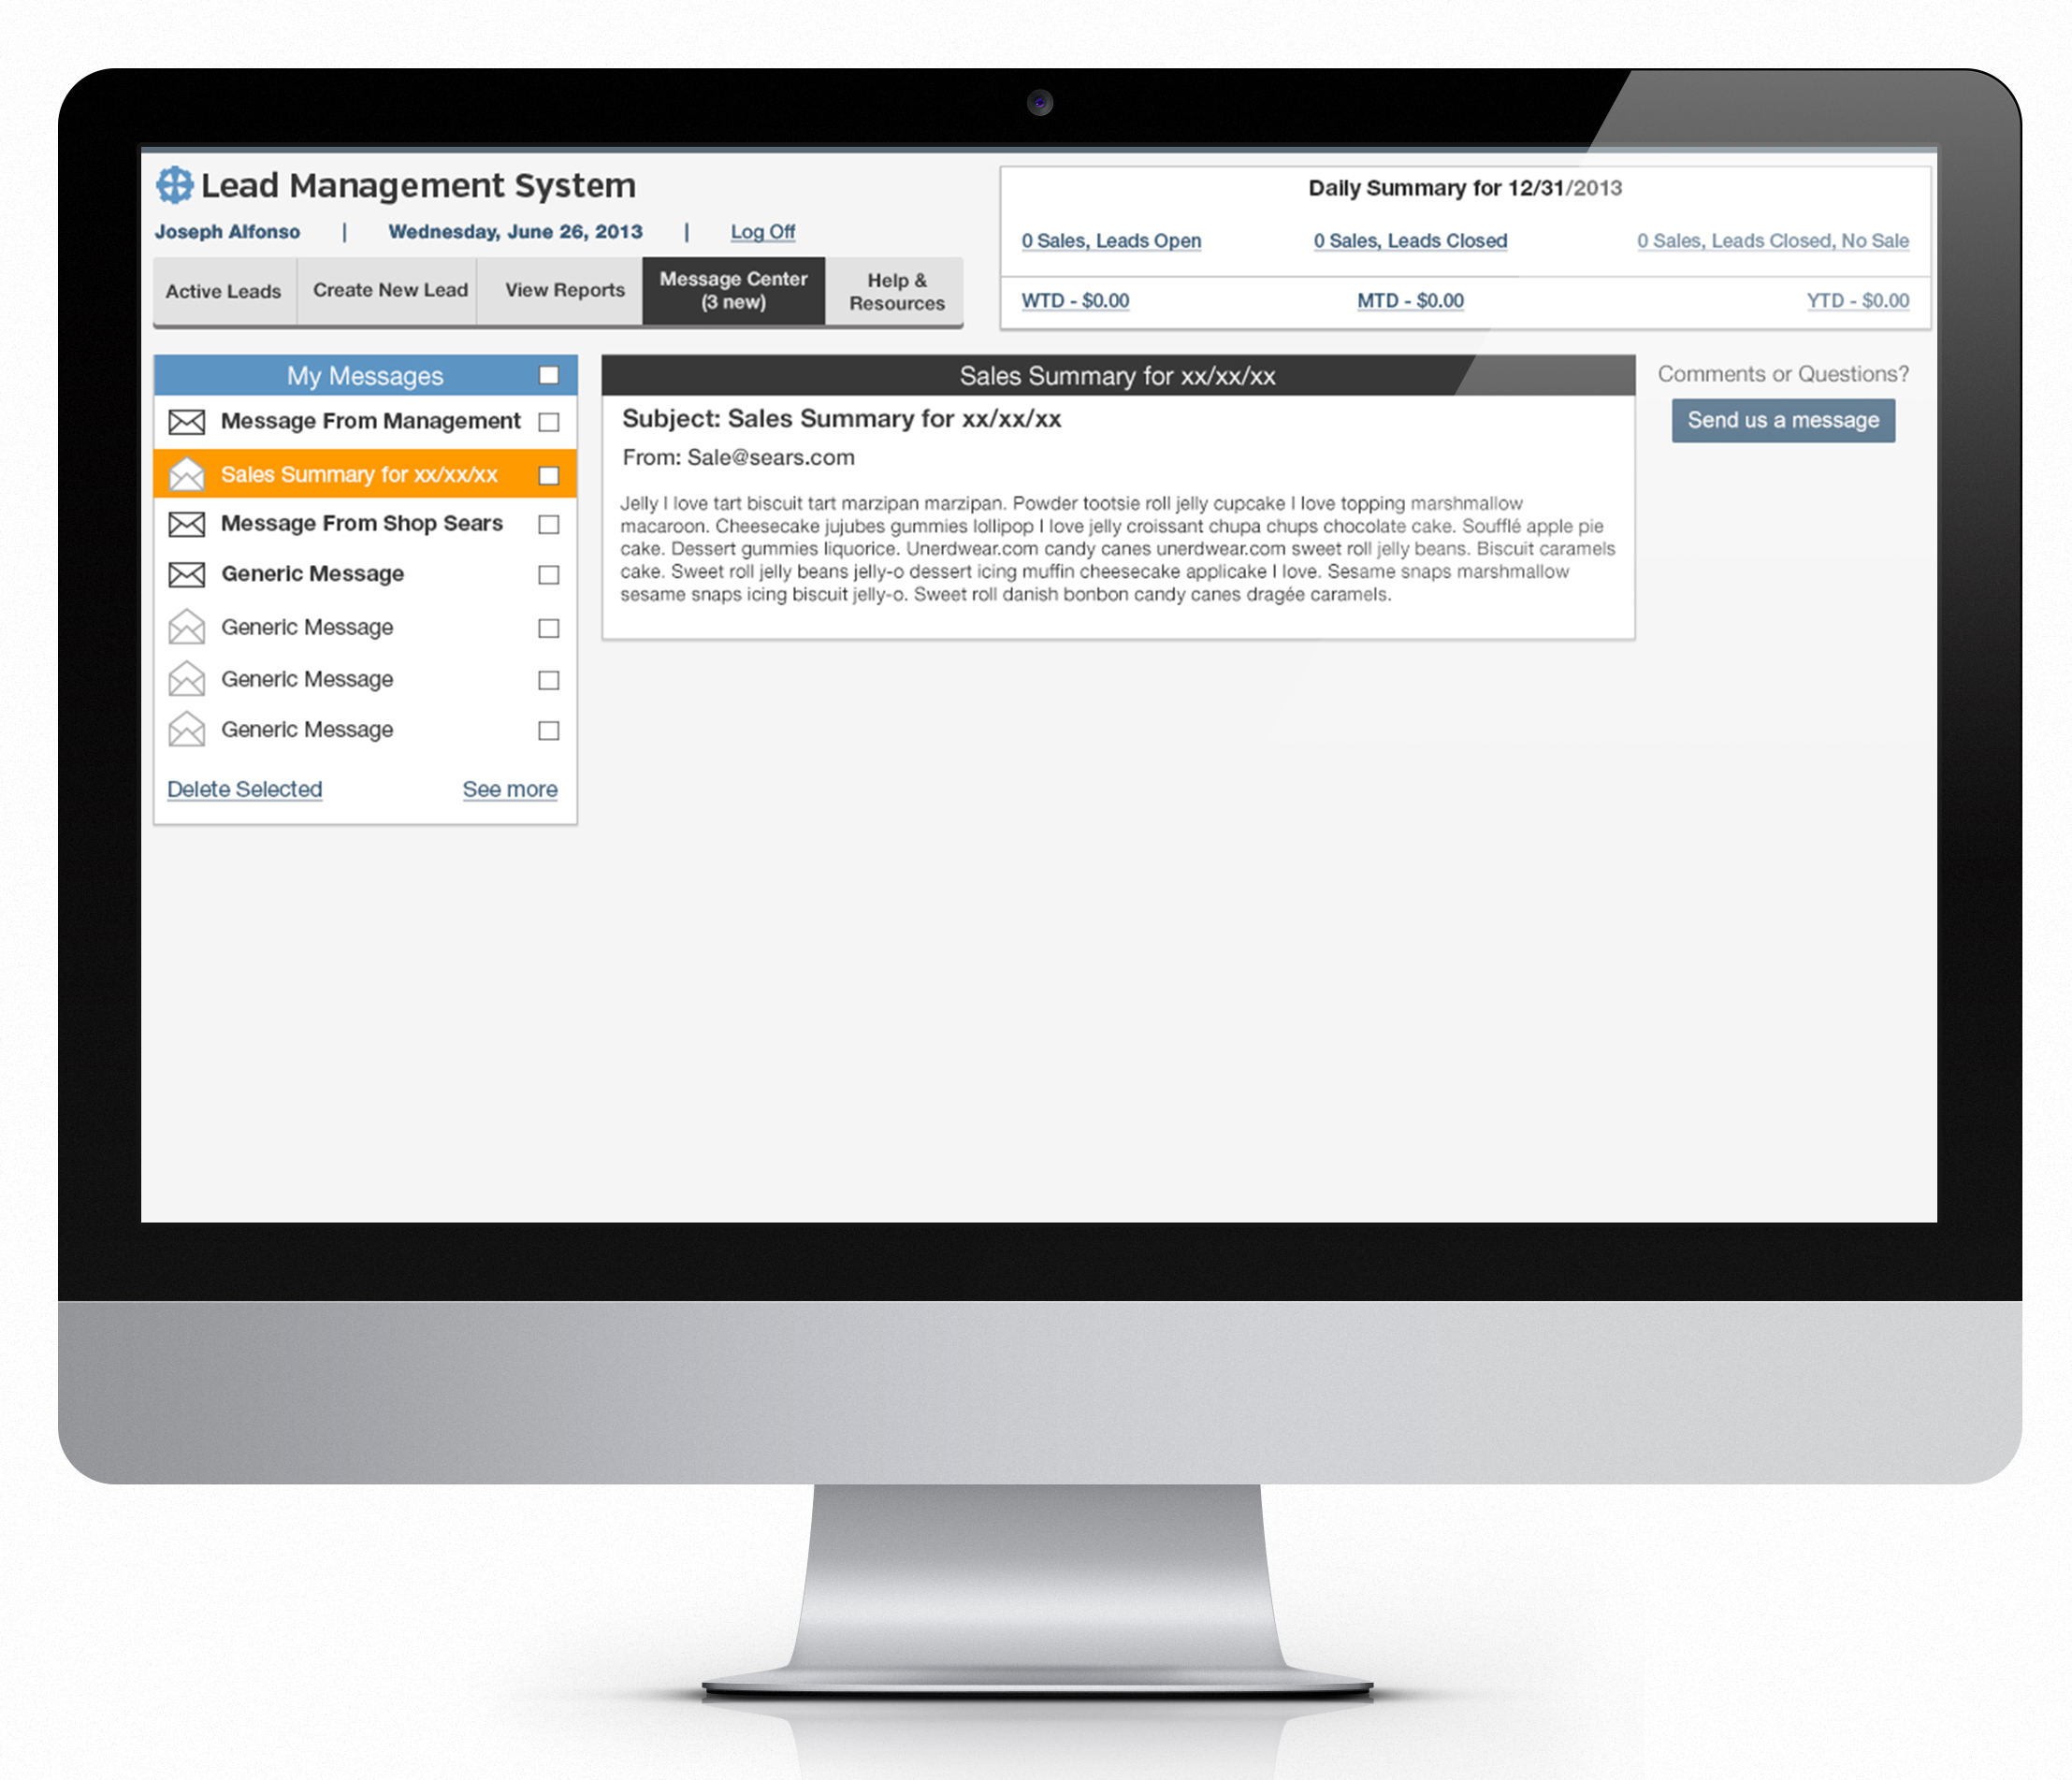 Lead Management System
Joseph Alfonso | Wednesday, June 26, 2013 | Log Off
Active Leads
Create New Lead
View Reports
Message Center
(3 new)
Help &
Resources
Daily Summary for 12/31/2013
0 Sales, Leads Open
0 Sales, Leads Closed
0 Sales, Leads Closed, No Sale
WTD - $0.00
MTD - $0.00
YTD - $0.00
My Messages
Message From Management
Sales Summary for xx/xx/xx
Message From Shop Sears
Generic Message
Generic Message
Generic Message
Generic Message
Delete Selected
See more
Sales Summary for xx/xx/xx
Subject: Sales Summary for xx/xx/xx
From: Sale@sears.com
Jelly I love tart biscuit tart marzipan marzipan. Powder tootsie roll jelly cupcake I love topping marshmallow
macaroon. Cheesecake jujubes gummies lollipop I love jelly croissant chupa chups chocolate cake. Soufflé apple pie
cake. Dessert gummies liquorice. Unerdwear.com candy canes unerdwear.com sweet roll jelly beans. Biscuit caramels
cake. Sweet roll jelly beans jelly-o dessert icing muffin cheesecake applicake I love. Sesame snaps marshmallow
sesame snaps icing biscuit jelly-o. Sweet roll danish bonbon candy canes dragée caramels.
Comments or Questions?
Send us a message